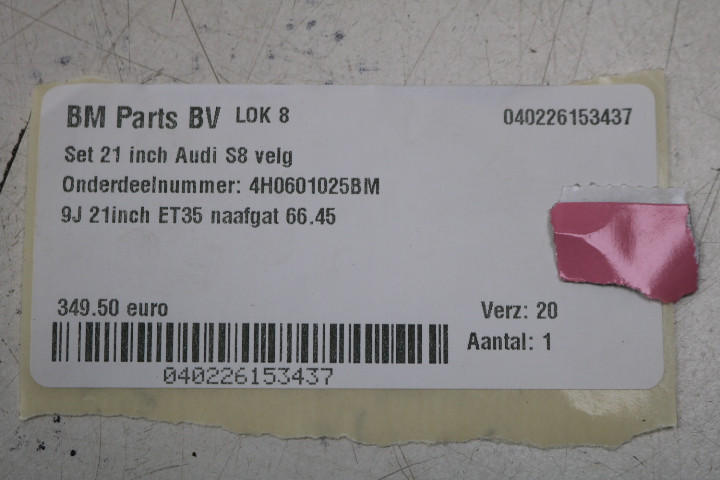 BM Parts BV LOK 8 040226153437
Set 21 inch Audi S8 velg
Onderdeelnummer: 4H0601025BM
9J 21inch ET35 naafgat 66.45
349.50 euro Verz: 20
Aantal: 1
040226153437